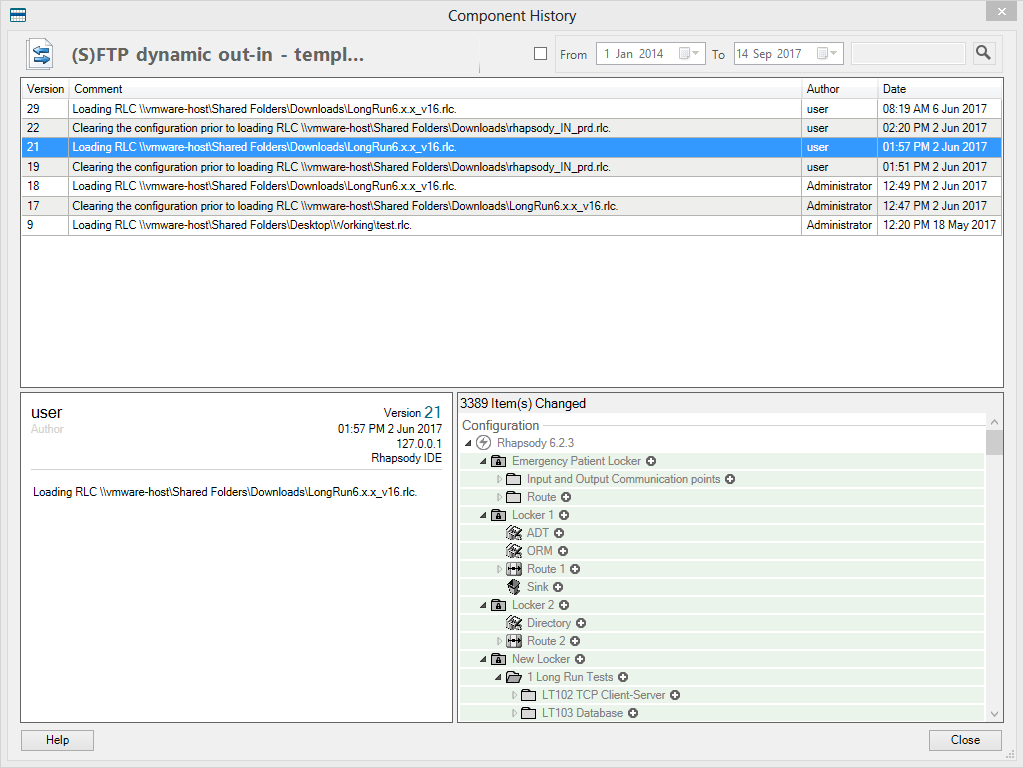 Component History
(S)FTP dynamic out-in - templ...
From 1 Jan 2014 To 14 Sep 2017
Version Comment Author Date
29 Loading RLC \\vmware-host\Shared Folders\Downloads\LongRun6.x.x_v16.rlc. user 08:19 AM 6 Jun 2017
22 Clearing the configuration prior to loading RLC \\vmware-host\Shared Folders\Downloads\rhapsody_IN_prd.rlc. user 02:20 PM 2 Jun 2017
21 Loading RLC \\vmware-host\Shared Folders\Downloads\LongRun6.x.x_v16.rlc. user 01:57 PM 2 Jun 2017
19 Clearing the configuration prior to loading RLC \\vmware-host\Shared Folders\Downloads\rhapsody_IN_prd.rlc. user 01:51 PM 2 Jun 2017
18 Loading RLC \\vmware-host\Shared Folders\Downloads\LongRun6.x.x_v16.rlc. Administrator 12:49 PM 2 Jun 2017
17 Clearing the configuration prior to loading RLC \\vmware-host\Shared Folders\Downloads\LongRun6.x.x_v16.rlc. Administrator 12:47 PM 2 Jun 2017
9 Loading RLC \\vmware-host\Shared Folders\Desktop\Working\test.rlc. Administrator 12:20 PM 18 May 2017
user Version 21
Author 01:57 PM 2 Jun 2017
127.0.0.1
Rhapsody IDE
Loading RLC \\vmware-host\Shared Folders\Downloads\LongRun6.x.x_v16.rlc.
3389 Item(s) Changed
Configuration
Rhapsody 6.2.3
Emergency Patient Locker
Input and Output Communication points
Route
Locker 1
ADT
ORM
Route 1
Sink
Locker 2
Directory
Route 2
New Locker
1 Long Run Tests
LT102 TCP Client-Server
LT103 Database
Help Close